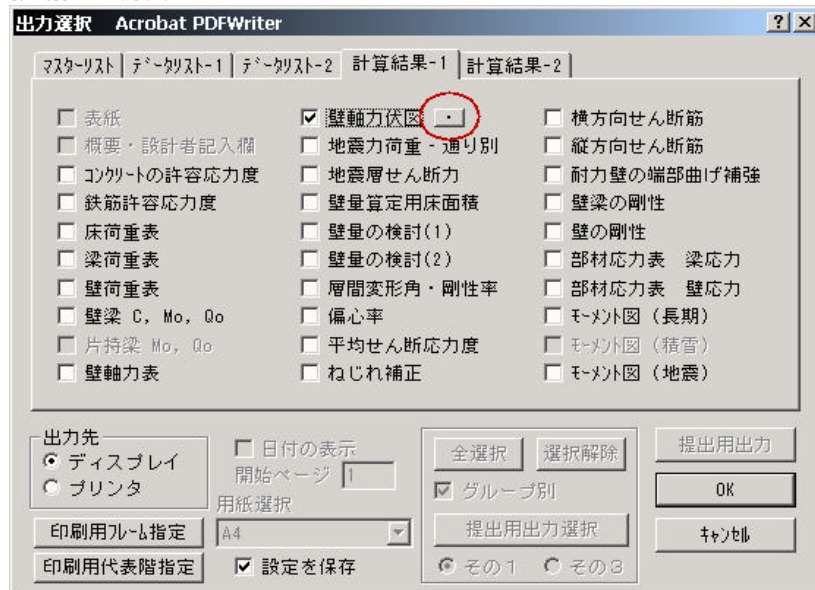 出力選択 Acrobat PDFWriter
ﾏｽﾀｰﾘｽﾄ ﾃﾞｰﾀﾘｽﾄ-1 ﾃﾞｰﾀﾘｽﾄ-2 計算結果-1 計算結果-2
表紙
概要・設計者記入欄
ｺﾝｸﾘｰﾄの許容応力度
鉄筋許容応力度
床荷重表
梁荷重表
壁荷重表
壁梁 C, Mo, Qo
片持梁 Mo, Qo
壁軸力表
壁軸力伏図 ・
地震力荷重-通り別
地震層せん断力
壁量算定用床面積
壁量の検討(1)
壁量の検討(2)
層間変形角・剛性率
偏心率
平均せん断応力度
ねじれ補正
横方向せん断筋
縦方向せん断筋
耐力壁の端部曲げ補強
壁梁の剛性
壁の剛性
部材応力表 梁応力
部材応力表 壁応力
ﾓｰﾒﾝﾄ図（長期）
ﾓｰﾒﾝﾄ図（積雪）
ﾓｰﾒﾝﾄ図（地震）
出力先
ディスプレイ
プリンタ
印刷用ﾌﾚｰﾑ指定
印刷用代表階指定
日付の表示
開始ページ 1
用紙選択
A4
設定を保存
全選択 選択解除
グループ別
提出用出力選択
その1 その3
提出用出力
OK
ｷｬﾝｾﾙ